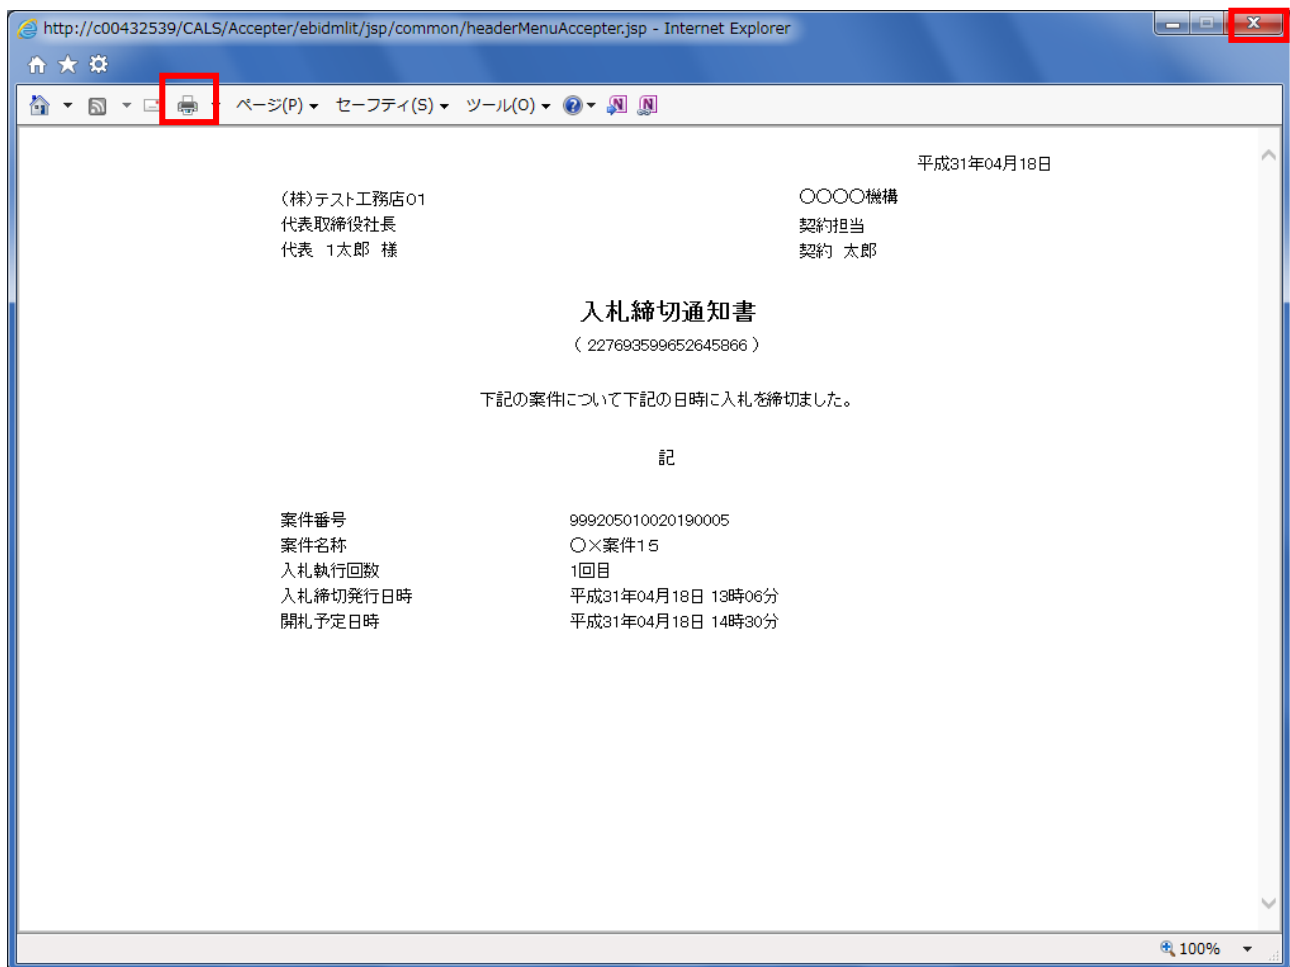 http://c00432539/CALS/Accepter/ebidmlit/jsp/common/headerMenuAccepter.jsp - Internet Explorer
ページ(P) セーフティ(S) ツール(O)
平成31年04月18日
(株)テスト工務店01 〇〇〇〇機構
代表取締役社長 契約担当
代表 1太郎 様 契約 太郎
入札締切通知書
( 227693599652645866 )
下記の案件について下記の日時に入札を締切ました。
記
案件番号 999205010020190005
案件名称 〇×案件15
入札執行回数 1回目
入札締切発行日時 平成31年04月18日 13時06分
開札予定日時 平成31年04月18日 14時30分
100%